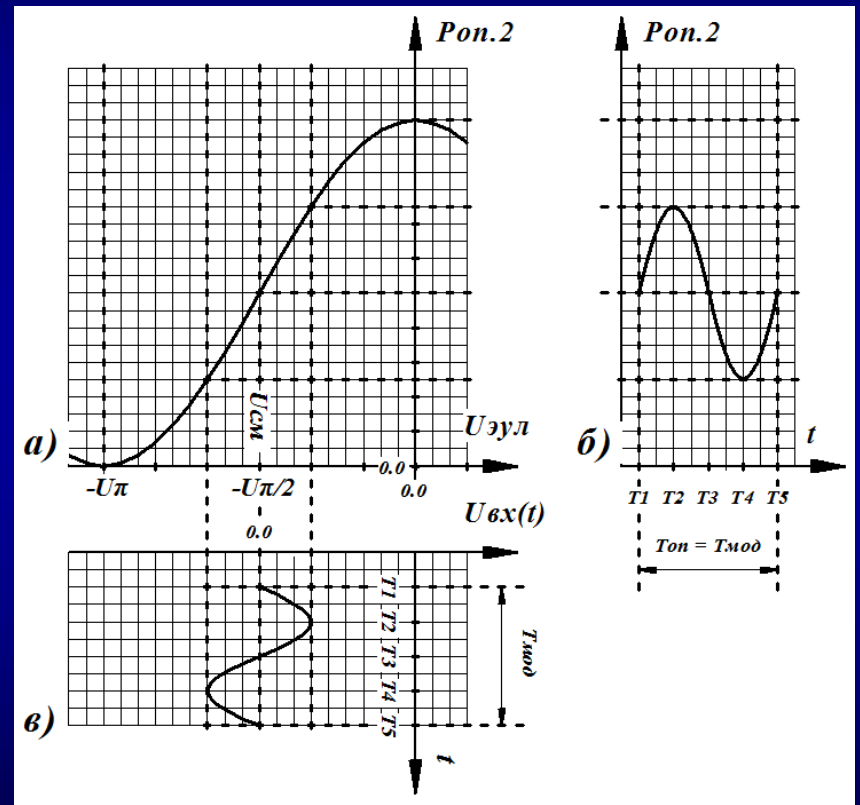 Pоп.2
Pоп.2
Uсм
а)
Uэул
б)
t
0.0
-Uπ
-Uπ/2
0.0
T1 T2 T3 T4 T5
Uвх(t)
0.0
Tоп = Tмод
T1 T2 T3 T4 T5
Tмод
в)
t